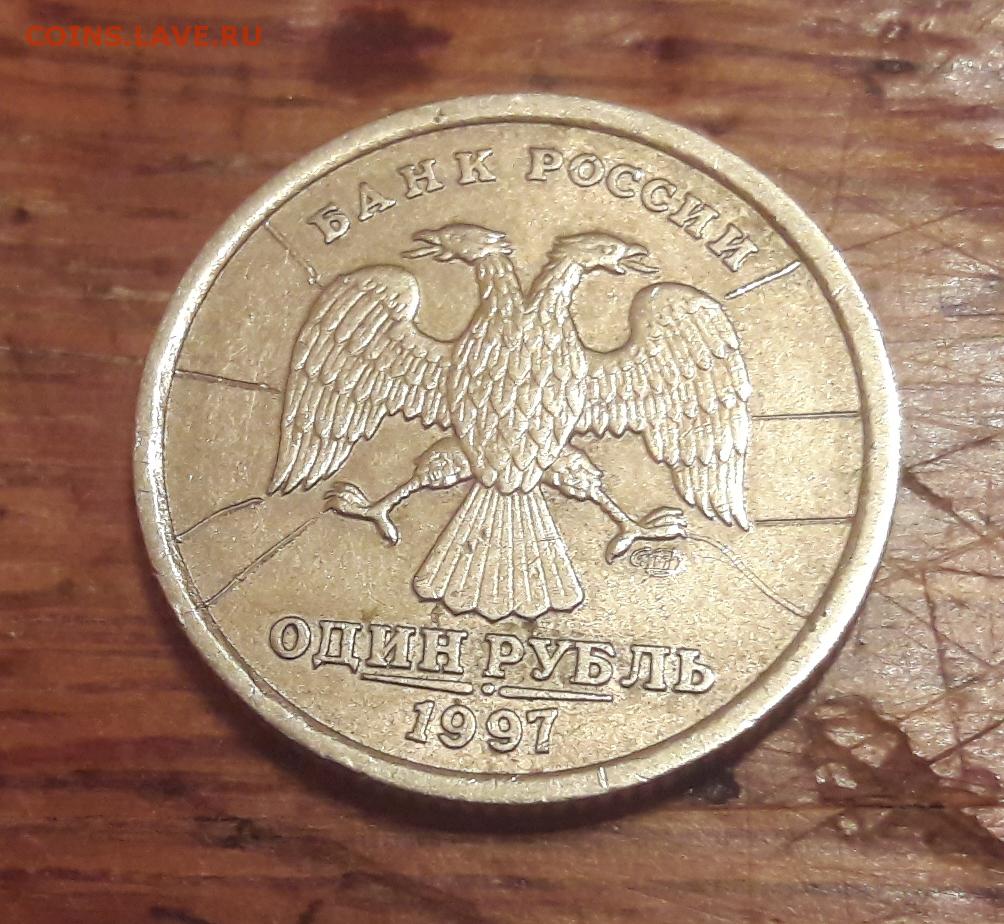 COINS.LAVE.RU
БАНК РОССИИ
ОДИН РУБЛЬ
1997